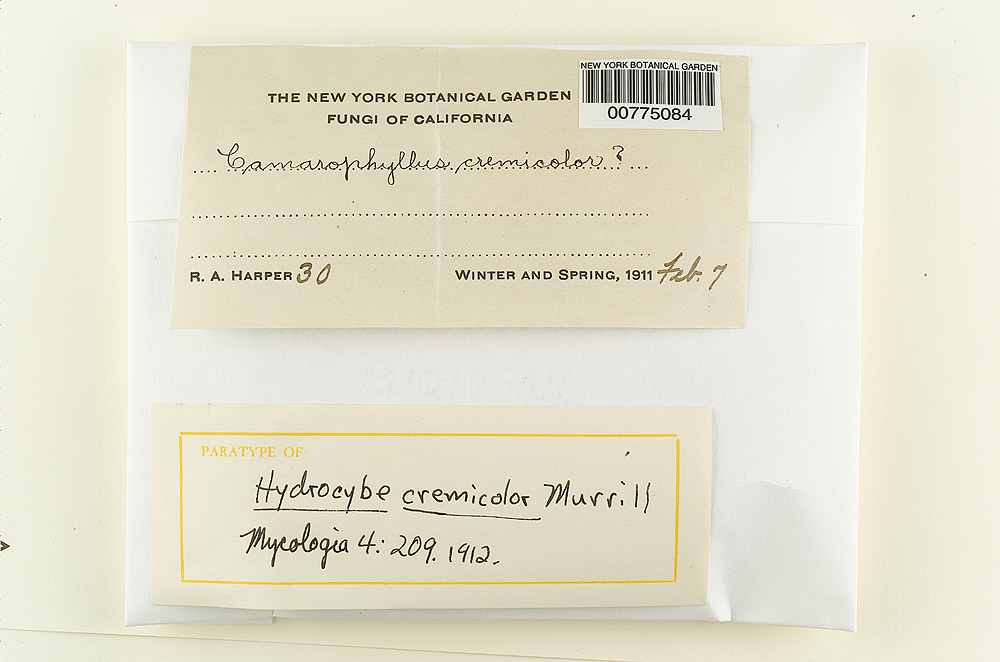 NEW YORK BOTANICAL GARDEN
00775084
THE NEW YORK BOTANICAL GARDEN
FUNGI OF CALIFORNIA
Camarophyllus cremicolor ?
R. A. HARPER 30 WINTER AND SPRING, 1911 Feb. 7
PARATYPE OF:
Hydrocybe cremicolor Murrill
Mycologia 4: 209. 1912.